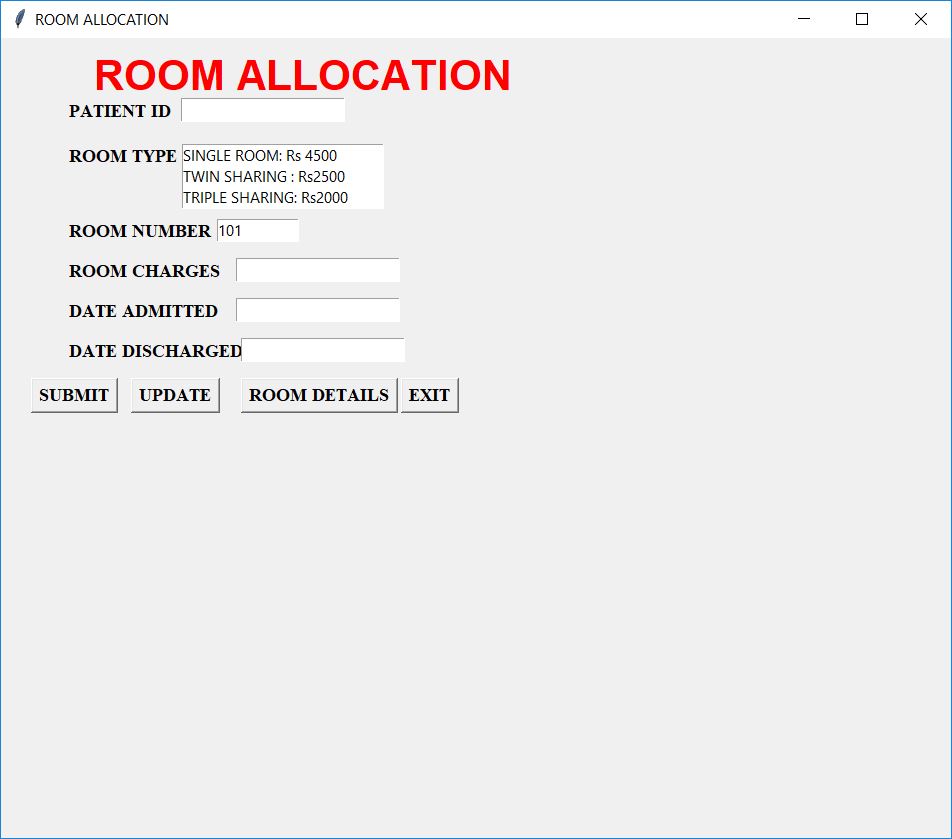 ROOM ALLOCATION
ROOM ALLOCATION
PATIENT ID
ROOM TYPE SINGLE ROOM: Rs 4500
TWIN SHARING : Rs2500
TRIPLE SHARING: Rs2000
ROOM NUMBER 101
ROOM CHARGES
DATE ADMITTED
DATE DISCHARGED
SUBMIT UPDATE ROOM DETAILS EXIT